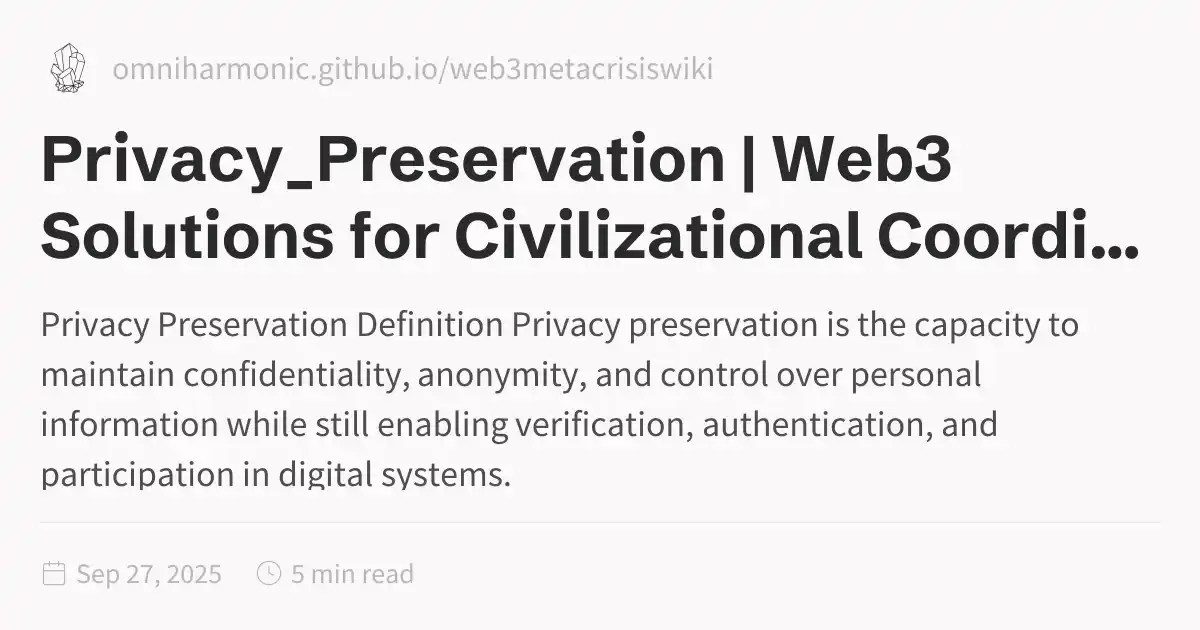 omniharmonic.github.io/web3metacrisiswiki
Privacy_Preservation | Web3
Solutions for Civilizational Coordi...
Privacy Preservation Definition Privacy preservation is the capacity to
maintain confidentiality, anonymity, and control over personal
information while still enabling verification, authentication, and
participation in digital systems.
Sep 27, 2025 5 min read